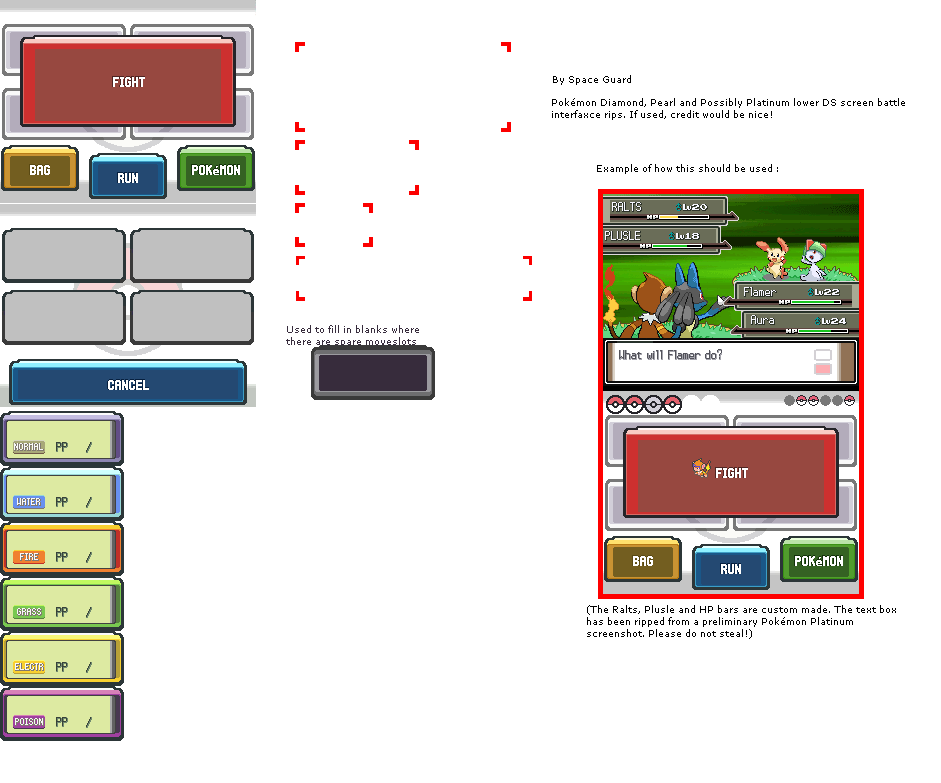 FIGHT
BAG
RUN
POKéMON
CANCEL
NORMAL PP /
WATER PP /
FIRE PP /
GRASS PP /
ELECTR PP /
POISON PP /
Used to fill in blanks where
there are spare moveslots
By Space Guard
Pokémon Diamond, Pearl and Possibly Platinum lower DS screen battle
interfaxce rips. If used, credit would be nice!
Example of how this should be used :
RALTS Lv20
HP
PLUSLE Lv18
HP
Flamer Lv22
HP
Aura Lv24
HP
What will Flamer do?
FIGHT
BAG
RUN
POKéMON
(The Ralts, Plusle and HP bars are custom made. The text box
has been ripped from a preliminary Pokémon Platinum
screenshot. Please do not steal!)